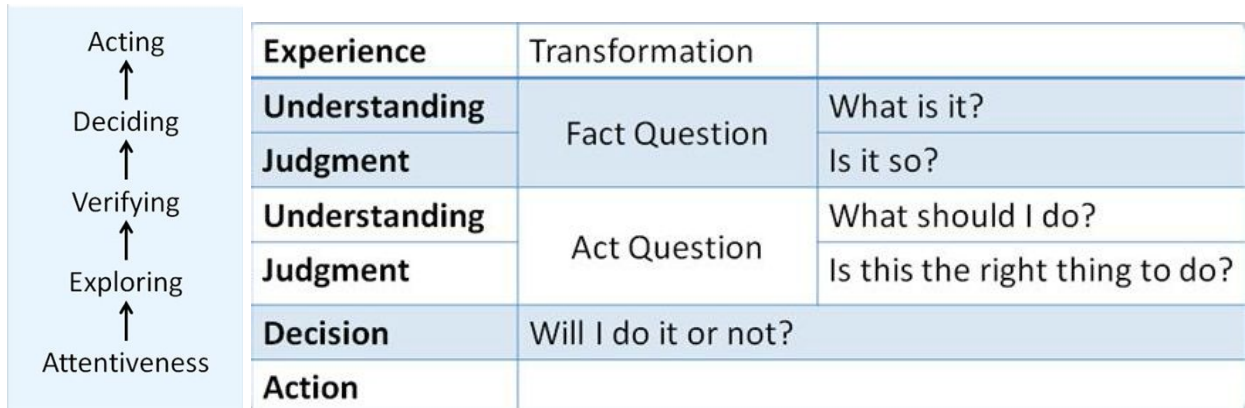 Acting
Deciding
Verifying
Exploring
Attentiveness
Experience Transformation
Understanding What is it?
Fact Question
Judgment Is it so?
Understanding What should I do?
Act Question
Judgment Is this the right thing to do?
Decision Will I do it or not?
Action